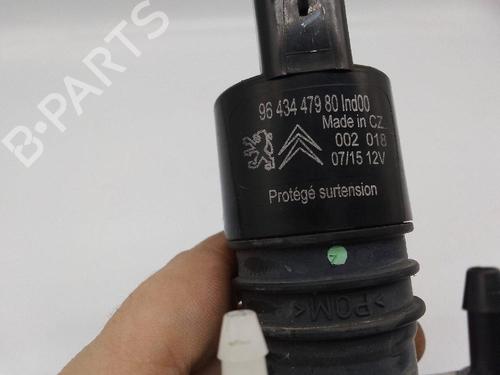 B-PARTS
96 434 479 80 Ind00
Made in CZ
002 018
07/15 12V
Protégé surtension
>POM<